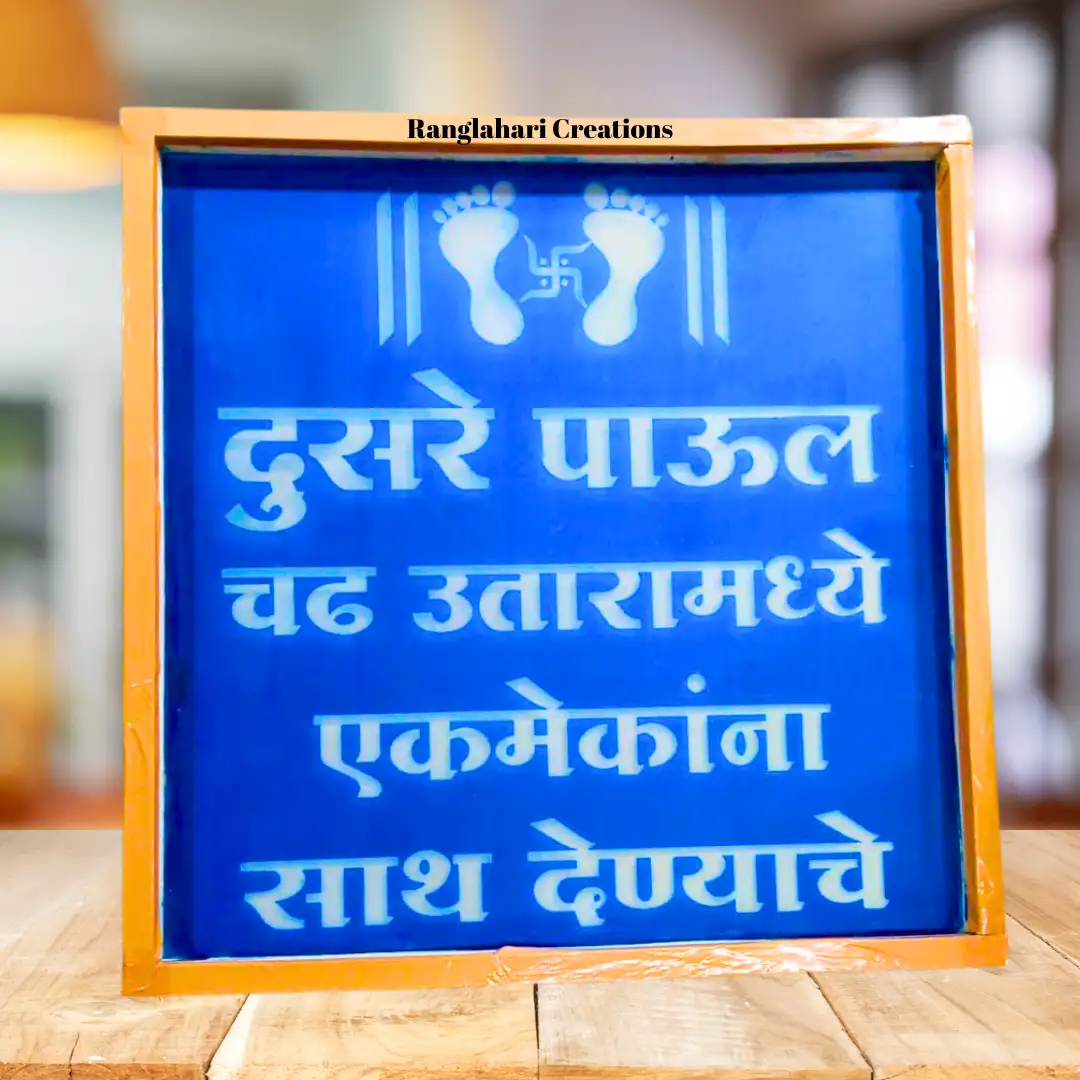 Ranglahari Creations
दुसरे पाऊल
चढ उतारामध्ये
एकमेकांना
साथ देण्याचे